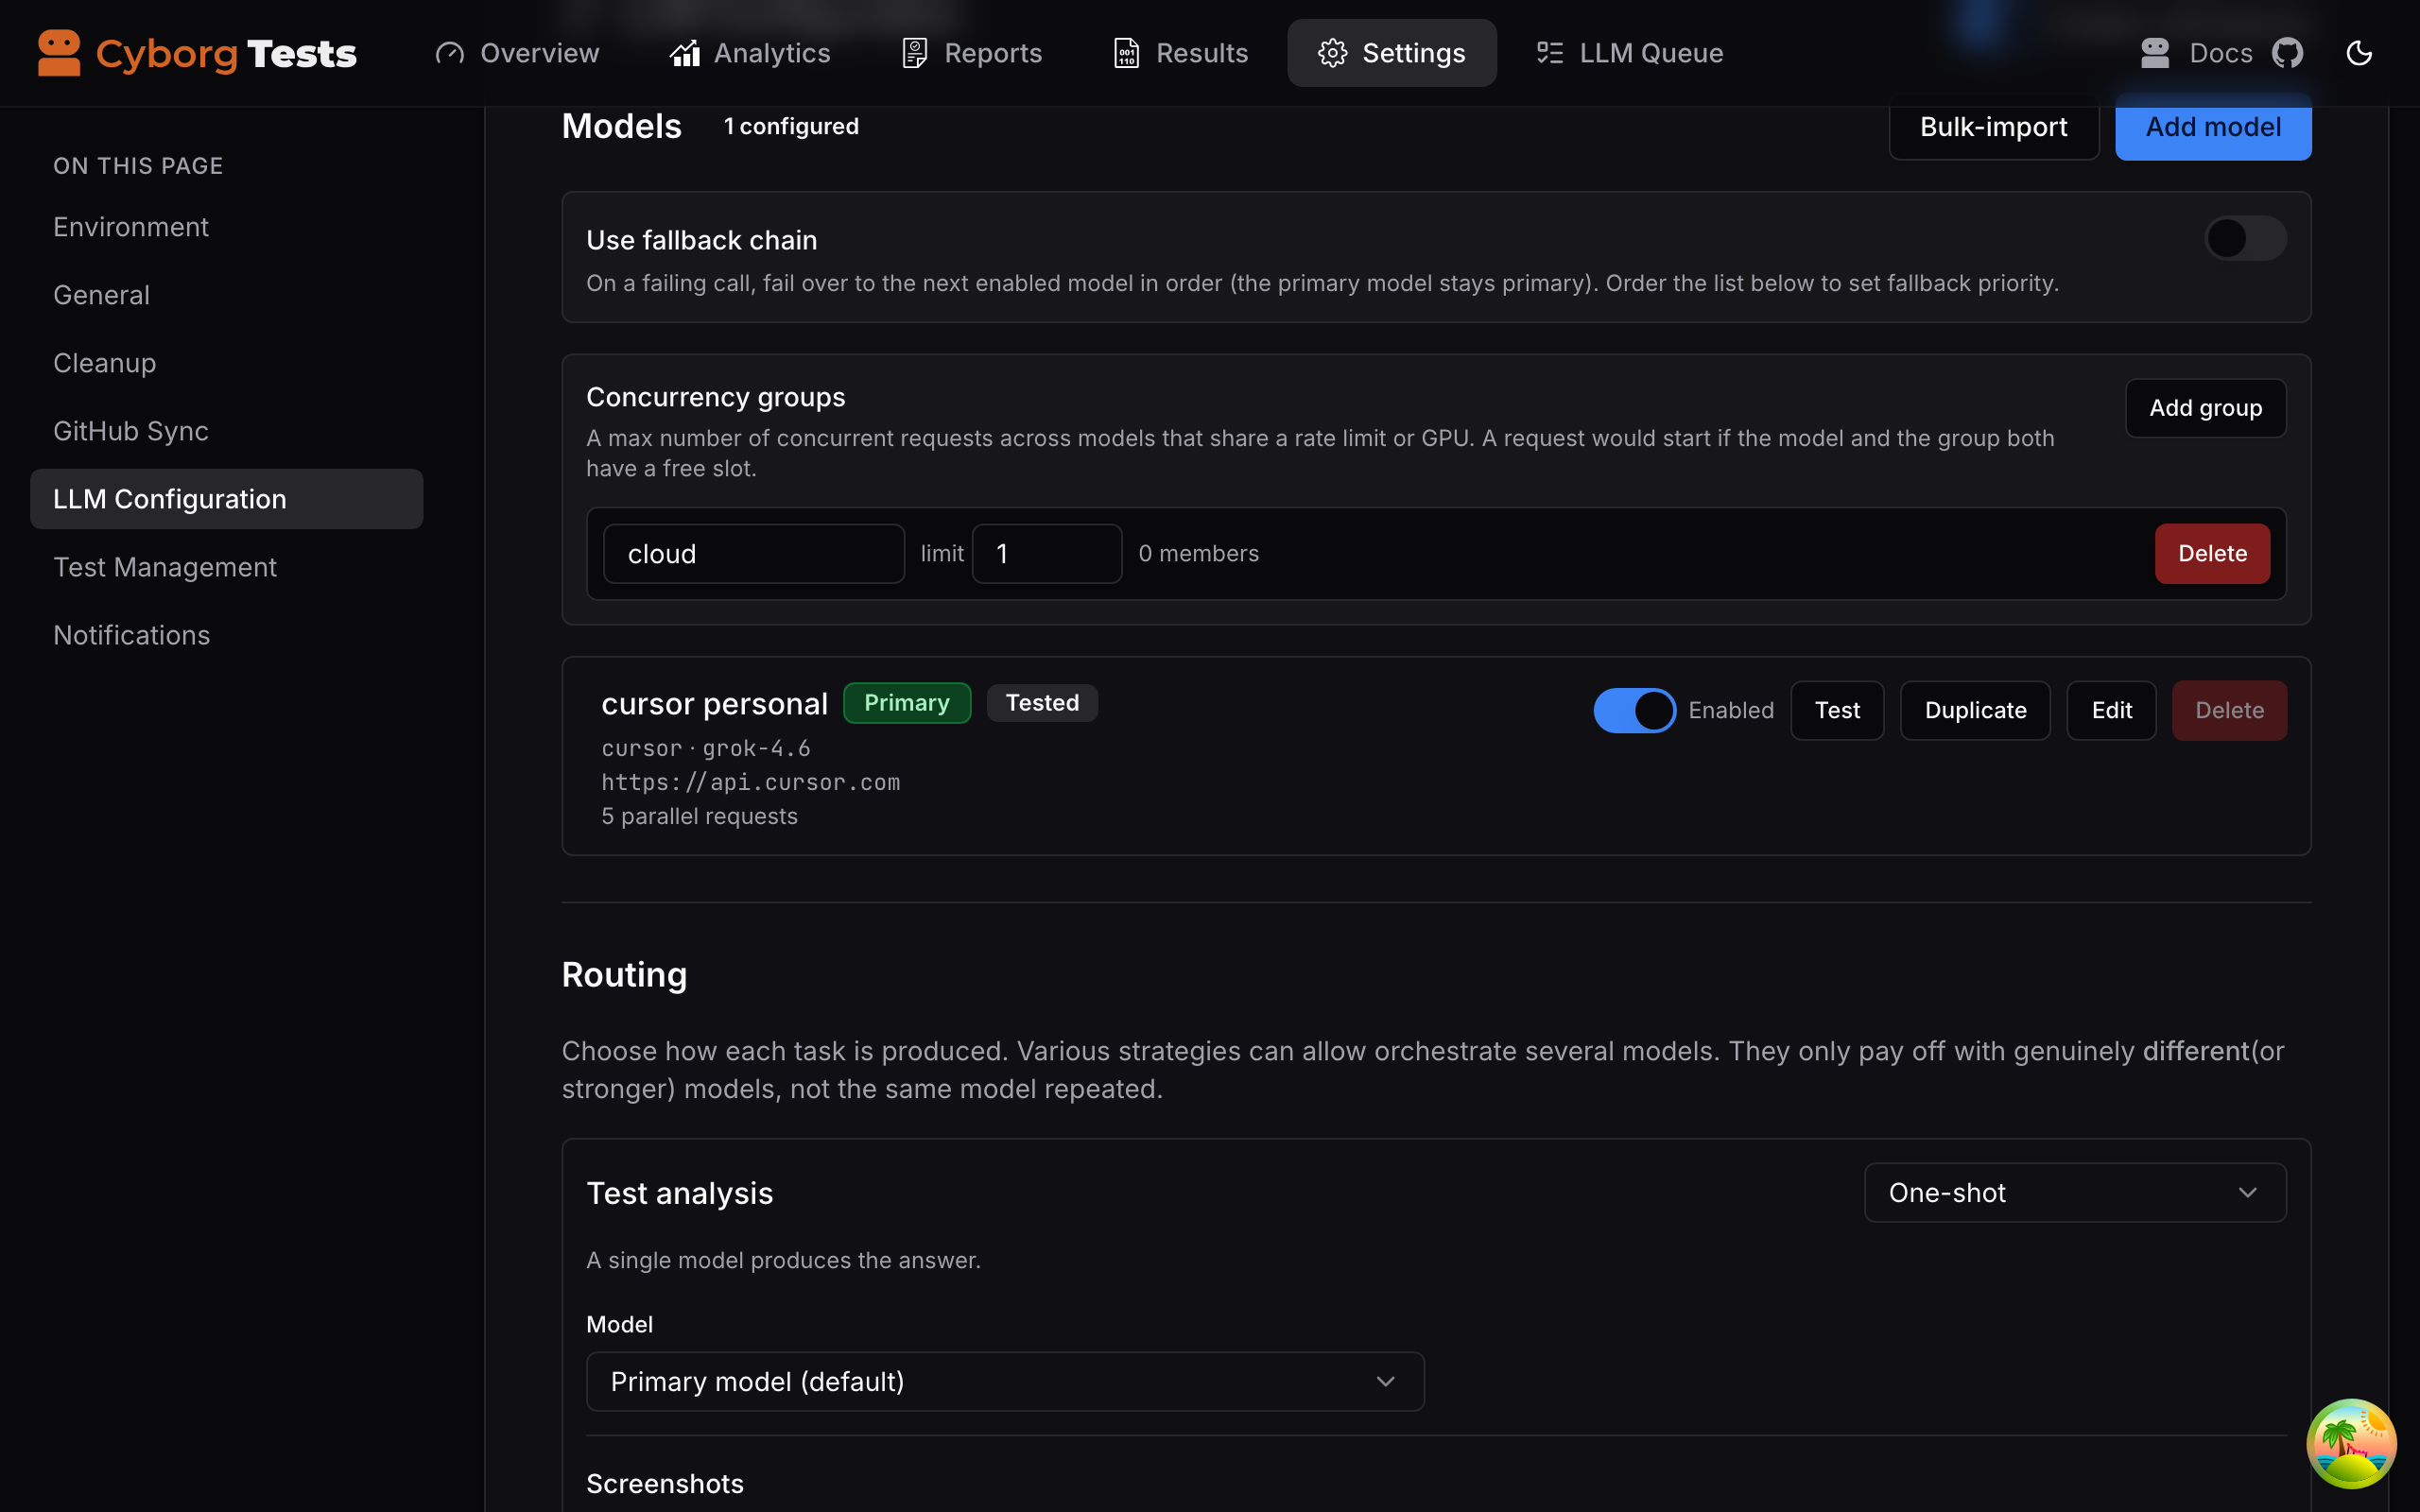 Cyborg Tests
Overview
Analytics
Reports
Results
Settings
LLM Queue
Docs
ON THIS PAGE
Environment
General
Cleanup
GitHub Sync
LLM Configuration
Test Management
Notifications
Models
1 configured
Bulk-import
Add model
Use fallback chain
On a failing call, fail over to the next enabled model in order (the primary model stays primary). Order the list below to set fallback priority.
Concurrency groups
Add group
A max number of concurrent requests across models that share a rate limit or GPU. A request would start if the model and the group both
have a free slot.
cloud
limit
1
0 members
Delete
cursor personal
Primary
Tested
Enabled
Test
Duplicate
Edit
Delete
cursor · grok-4.6
https://api.cursor.com
5 parallel requests
Routing
Choose how each task is produced. Various strategies can allow orchestrate several models. They only pay off with genuinely different(or
stronger) models, not the same model repeated.
Test analysis
One-shot
A single model produces the answer.
Model
Primary model (default)
Screenshots